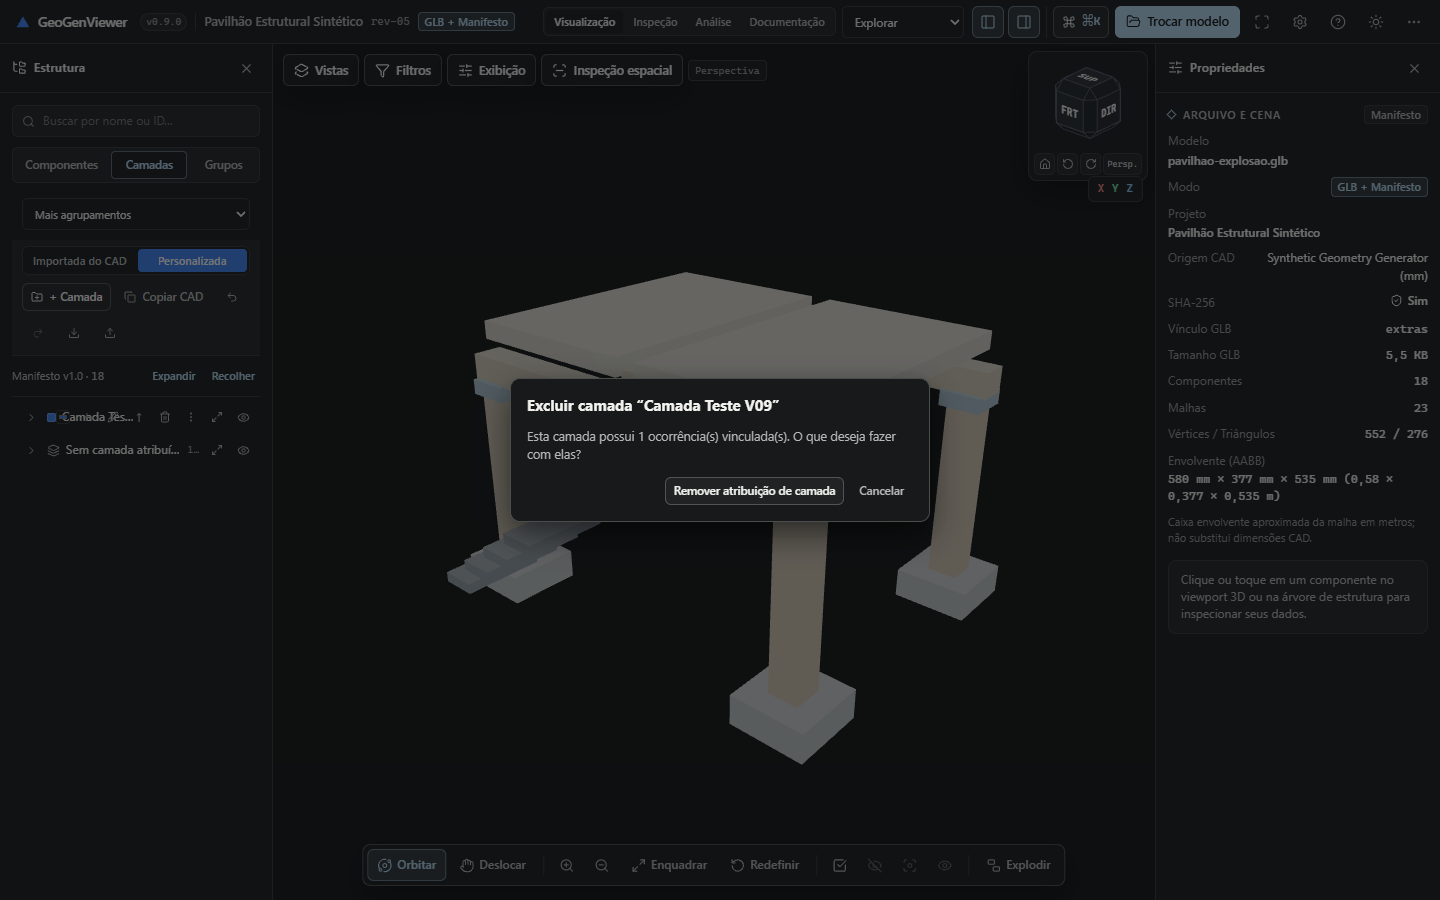 GeoGenViewer v0.9.0 Pavilhão Estrutural Sintético rev-05 GLB + Manifesto Visualização Inspeção Análise Documentação Explorar ⌘K Trocar modelo
Estrutura
Buscar por nome ou ID...
Componentes Camadas Grupos
Mais agrupamentos
Importada do CAD Personalizada
+ Camada Copiar CAD
Manifesto v1.0 · 18 Expandir Recolher
Camada Tes...
Sem camada atribuí... 1...
Vistas Filtros Exibição Inspeção espacial Perspectiva
SUP
FRT DIR
Persp.
X Y Z
Excluir camada “Camada Teste V09”
Esta camada possui 1 ocorrência(s) vinculada(s). O que deseja fazer
com elas?
Remover atribuição de camada Cancelar
Orbitar Deslocar Enquadrar Redefinir Explodir
Propriedades
ARQUIVO E CENA Manifesto
Modelo
pavilhao-explosao.glb
Modo GLB + Manifesto
Projeto
Pavilhão Estrutural Sintético
Origem CAD Synthetic Geometry Generator
(mm)
SHA-256 Sim
Vínculo GLB extras
Tamanho GLB 5,5 KB
Componentes 18
Malhas 23
Vértices / Triângulos 552 / 276
Envolvente (AABB)
580 mm × 377 mm × 535 mm (0,58 ×
0,377 × 0,535 m)
Caixa envolvente aproximada da malha em metros;
não substitui dimensões CAD.
Clique ou toque em um componente no
viewport 3D ou na árvore de estrutura para
inspecionar seus dados.